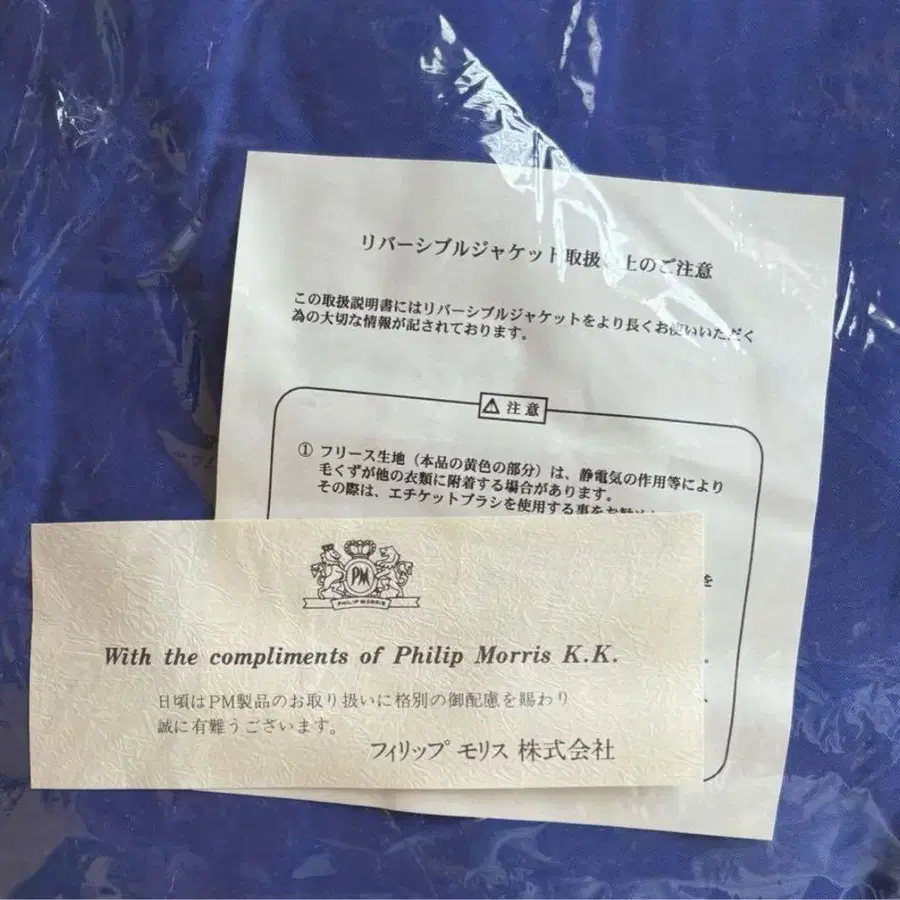 リバーシブルジャケット取扱い上のご注意
この取扱説明書にはリバーシブルジャケットをより長くお使いいただく
為の大切な情報が記されております。
注意
① フリース生地（本品の黄色の部分）は、静電気の作用等により
毛くずが他の衣類に附着する場合があります。
その際は、エチケットブラシを使用する事をお勧め
を
PM
PHILIP MORRIS
With the compliments of Philip Morris K.K.
日頃はPM製品のお取り扱いに格別の御配慮を賜わり
誠に有難うございます。
フィリップ モリス 株式会社